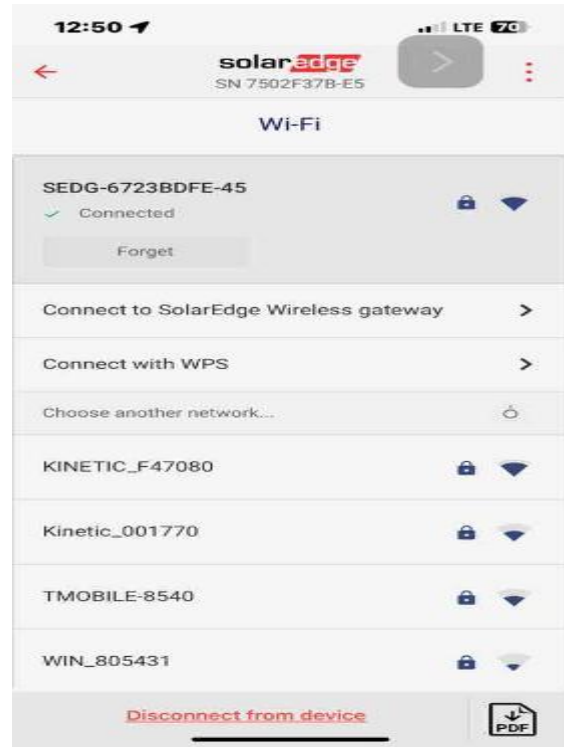 12:50 LTE 70
solaredge
SN 7502F37B-E5
Wi-Fi
SEDG-6723BDFE-45
Connected
Forget
Connect to SolarEdge Wireless gateway
Connect with WPS
Choose another network...
KINETIC_F47080
Kinetic_001770
TMOBILE-8540
WIN_805431
Disconnect from device
PDF